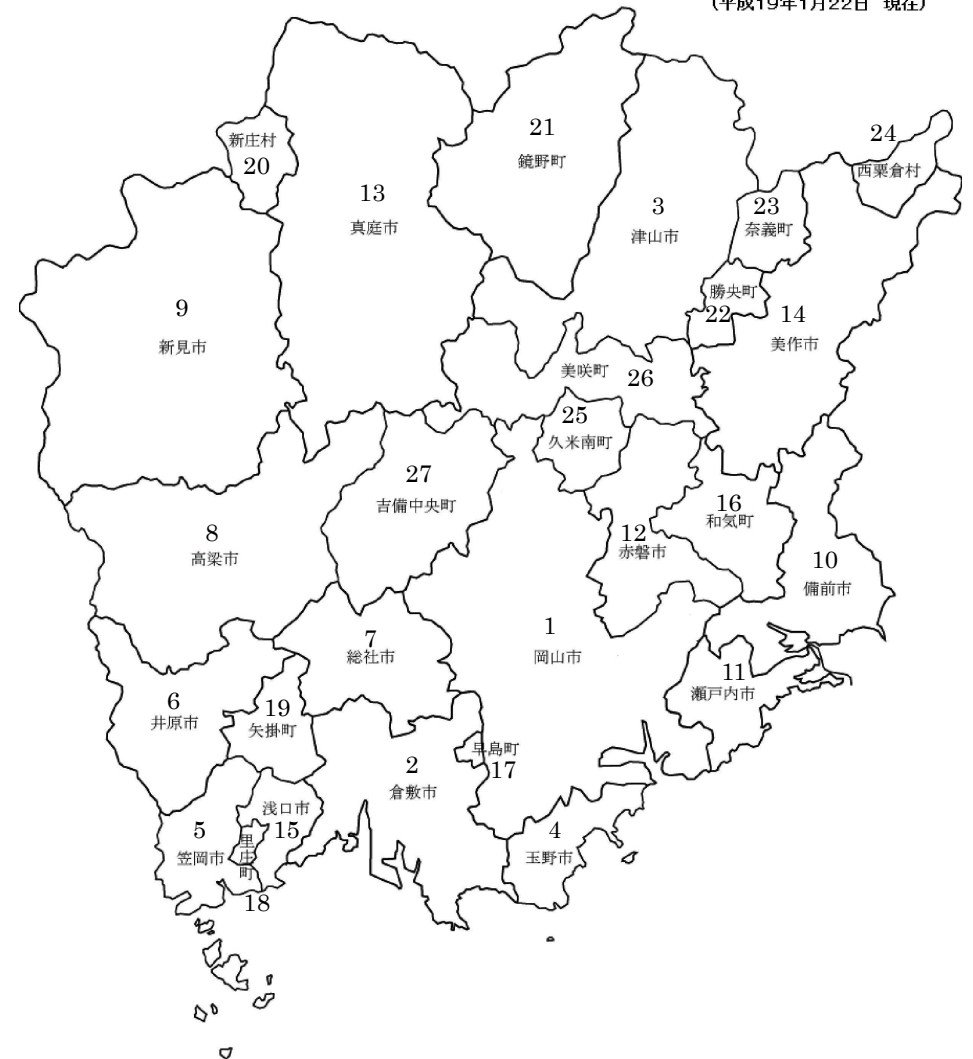 (平成19年1月22日 現在)
21
鏡野町
24
西粟倉村
新庄村
20
13
真庭市
3
津山市
23
奈義町
勝央町
22
14
美作市
9
新見市
美咲町
26
25
久米南町
27
吉備中央町
16
和気町
8
高梁市
12
赤磐市
10
備前市
1
岡山市
7
総社市
11
瀬戸内市
6
井原市
19
矢掛町
早島町
17
2
倉敷市
浅口市
15
5
笠岡市
里庄町
18
4
玉野市